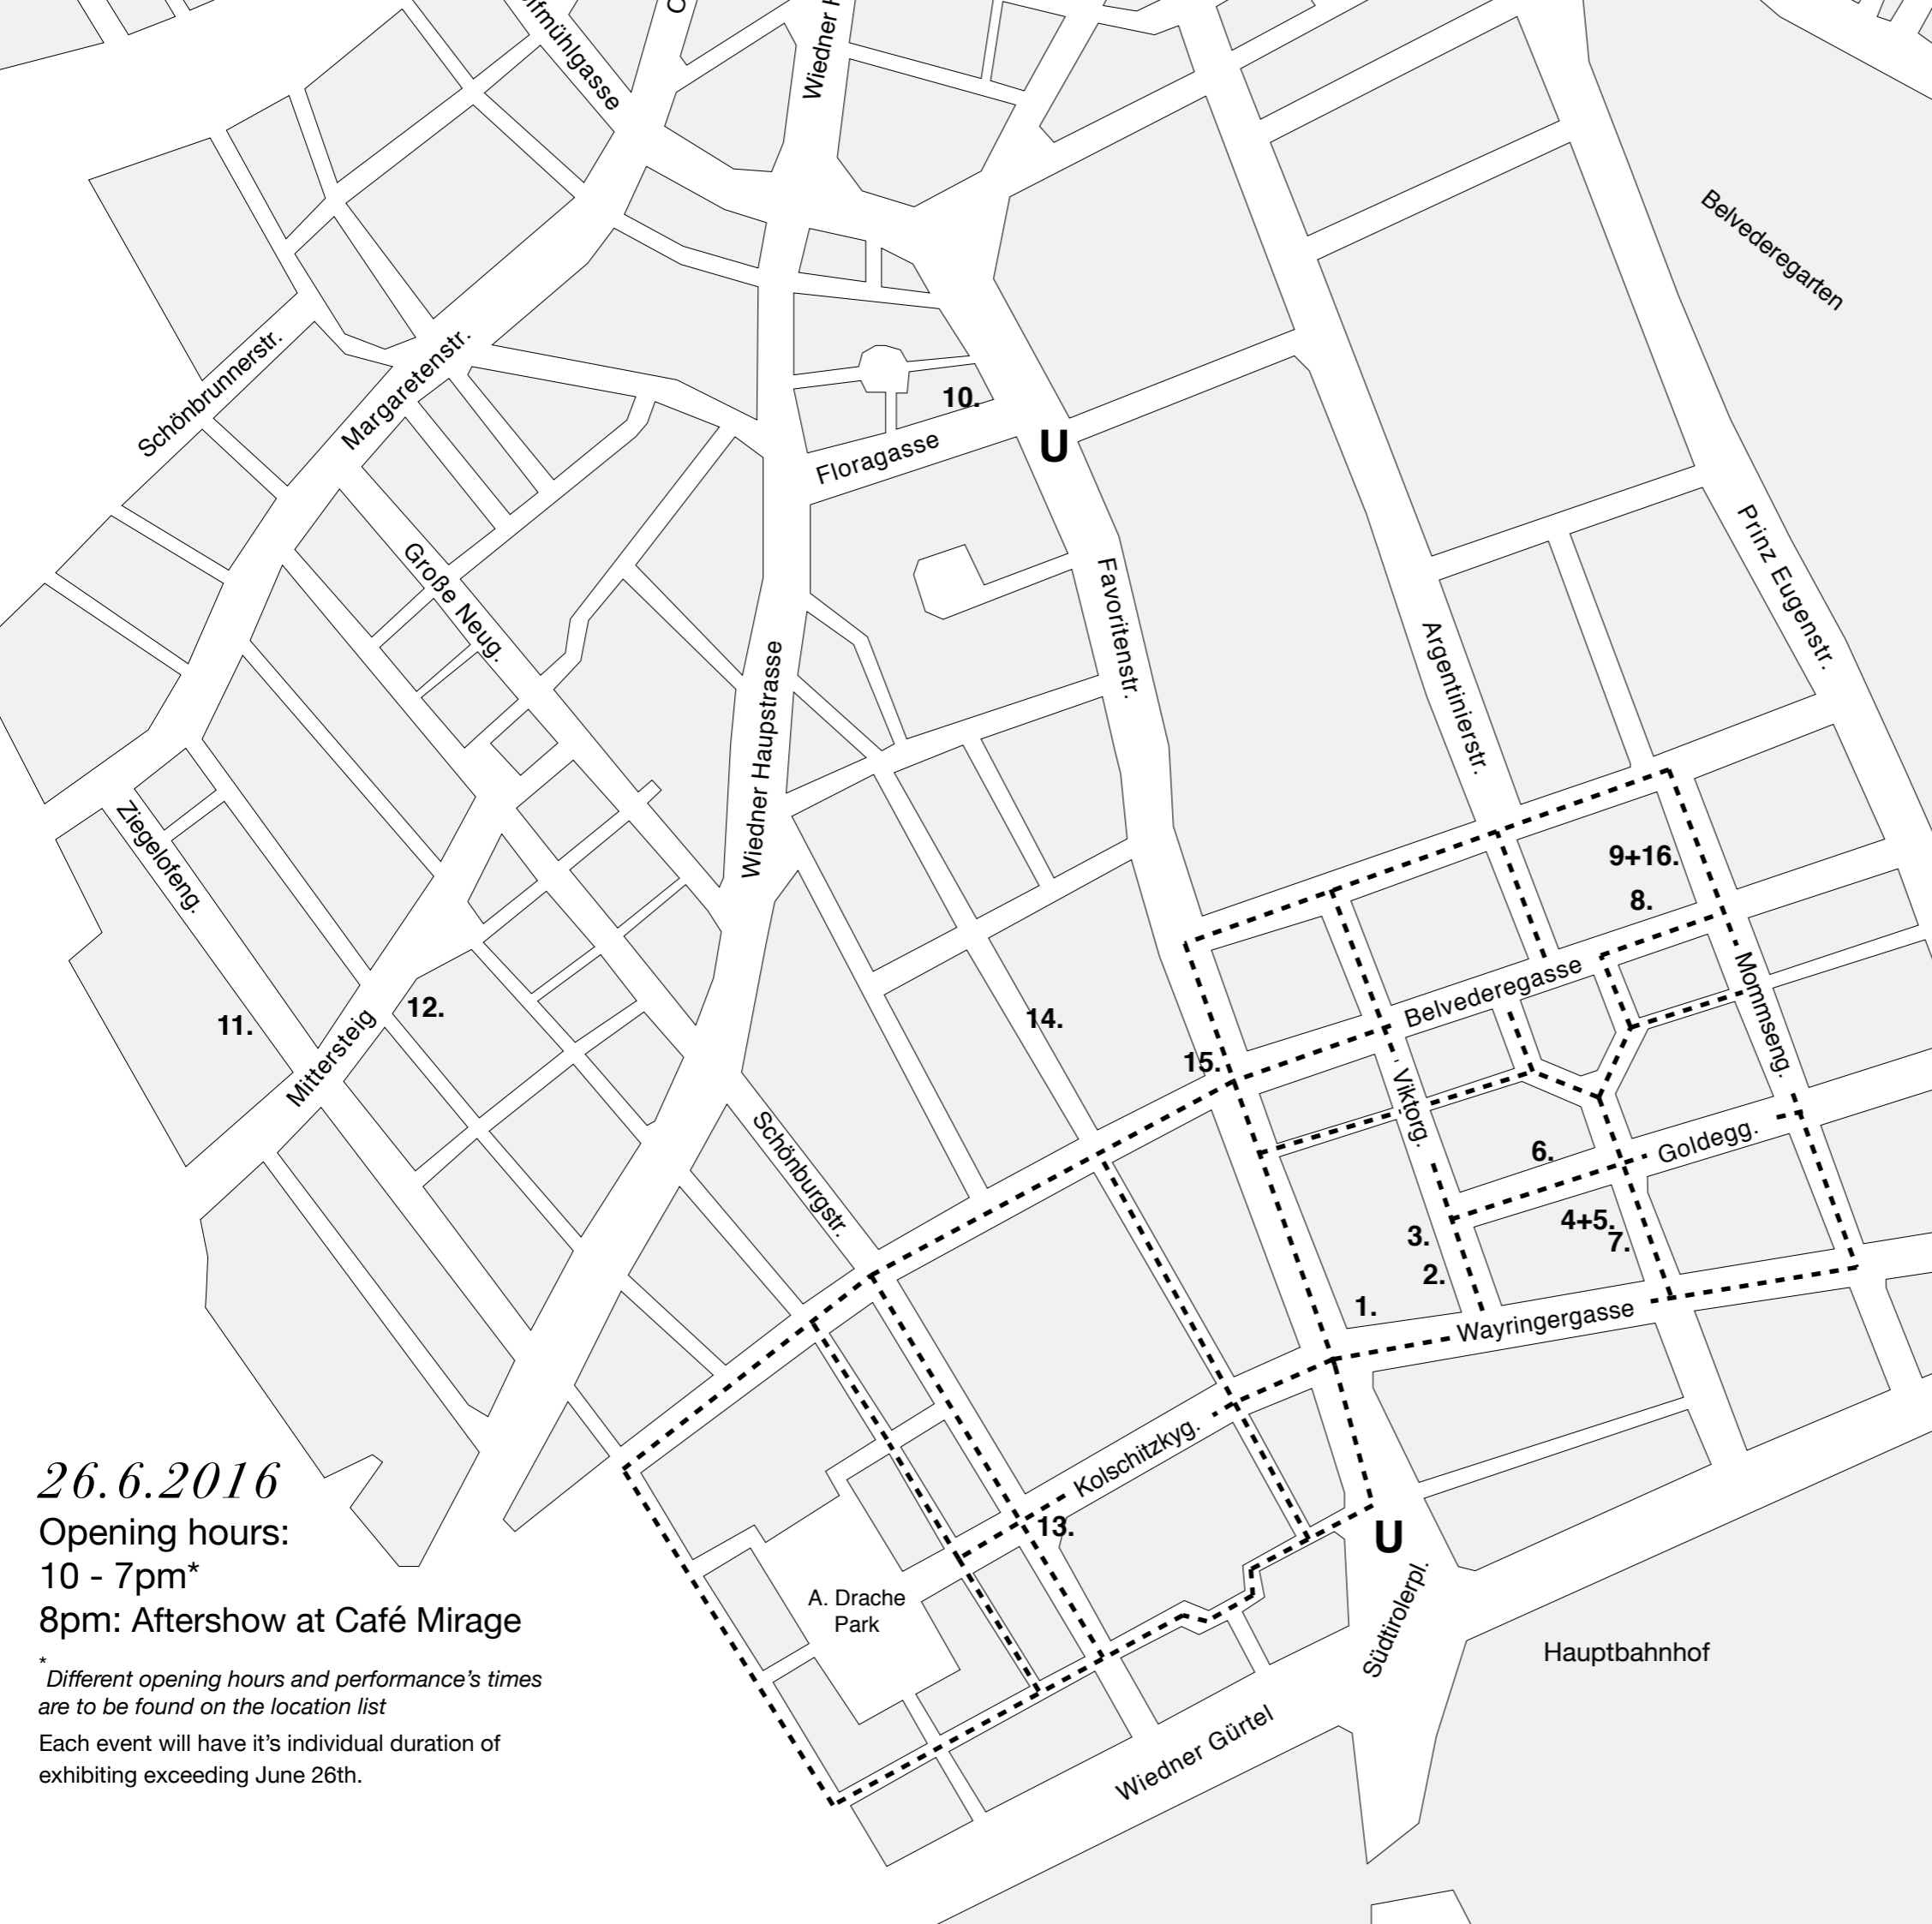 Wiedner
Belvederegarten
Schönbrunnerstr.
Margaretenstr.
10.
Floragasse
U
Große Neug.
Favoritenstr.
Prinz Eugenstr.
Argentinierstr.
Wiedner Haupstrasse
Ziegelofeng.
9+16.
8.
Mommseng.
Belvederegasse
12.
11.
14.
Mittersteig
15.
Viktorg.
Schönburgstr.
6.
Goldegg.
4+5.
7.
3.
2.
1.
Wayringergasse
Kolschitzkyg.
13.
U
Südtirolerpl.
A. Drache
Park
Hauptbahnhof
Wiedner Gürtel
26.6.2016
Opening hours:
10 - 7pm*
8pm: Aftershow at Café Mirage
*
Different opening hours and performance's times
are to be found on the location list
Each event will have it's individual duration of
exhibiting exceeding June 26th.